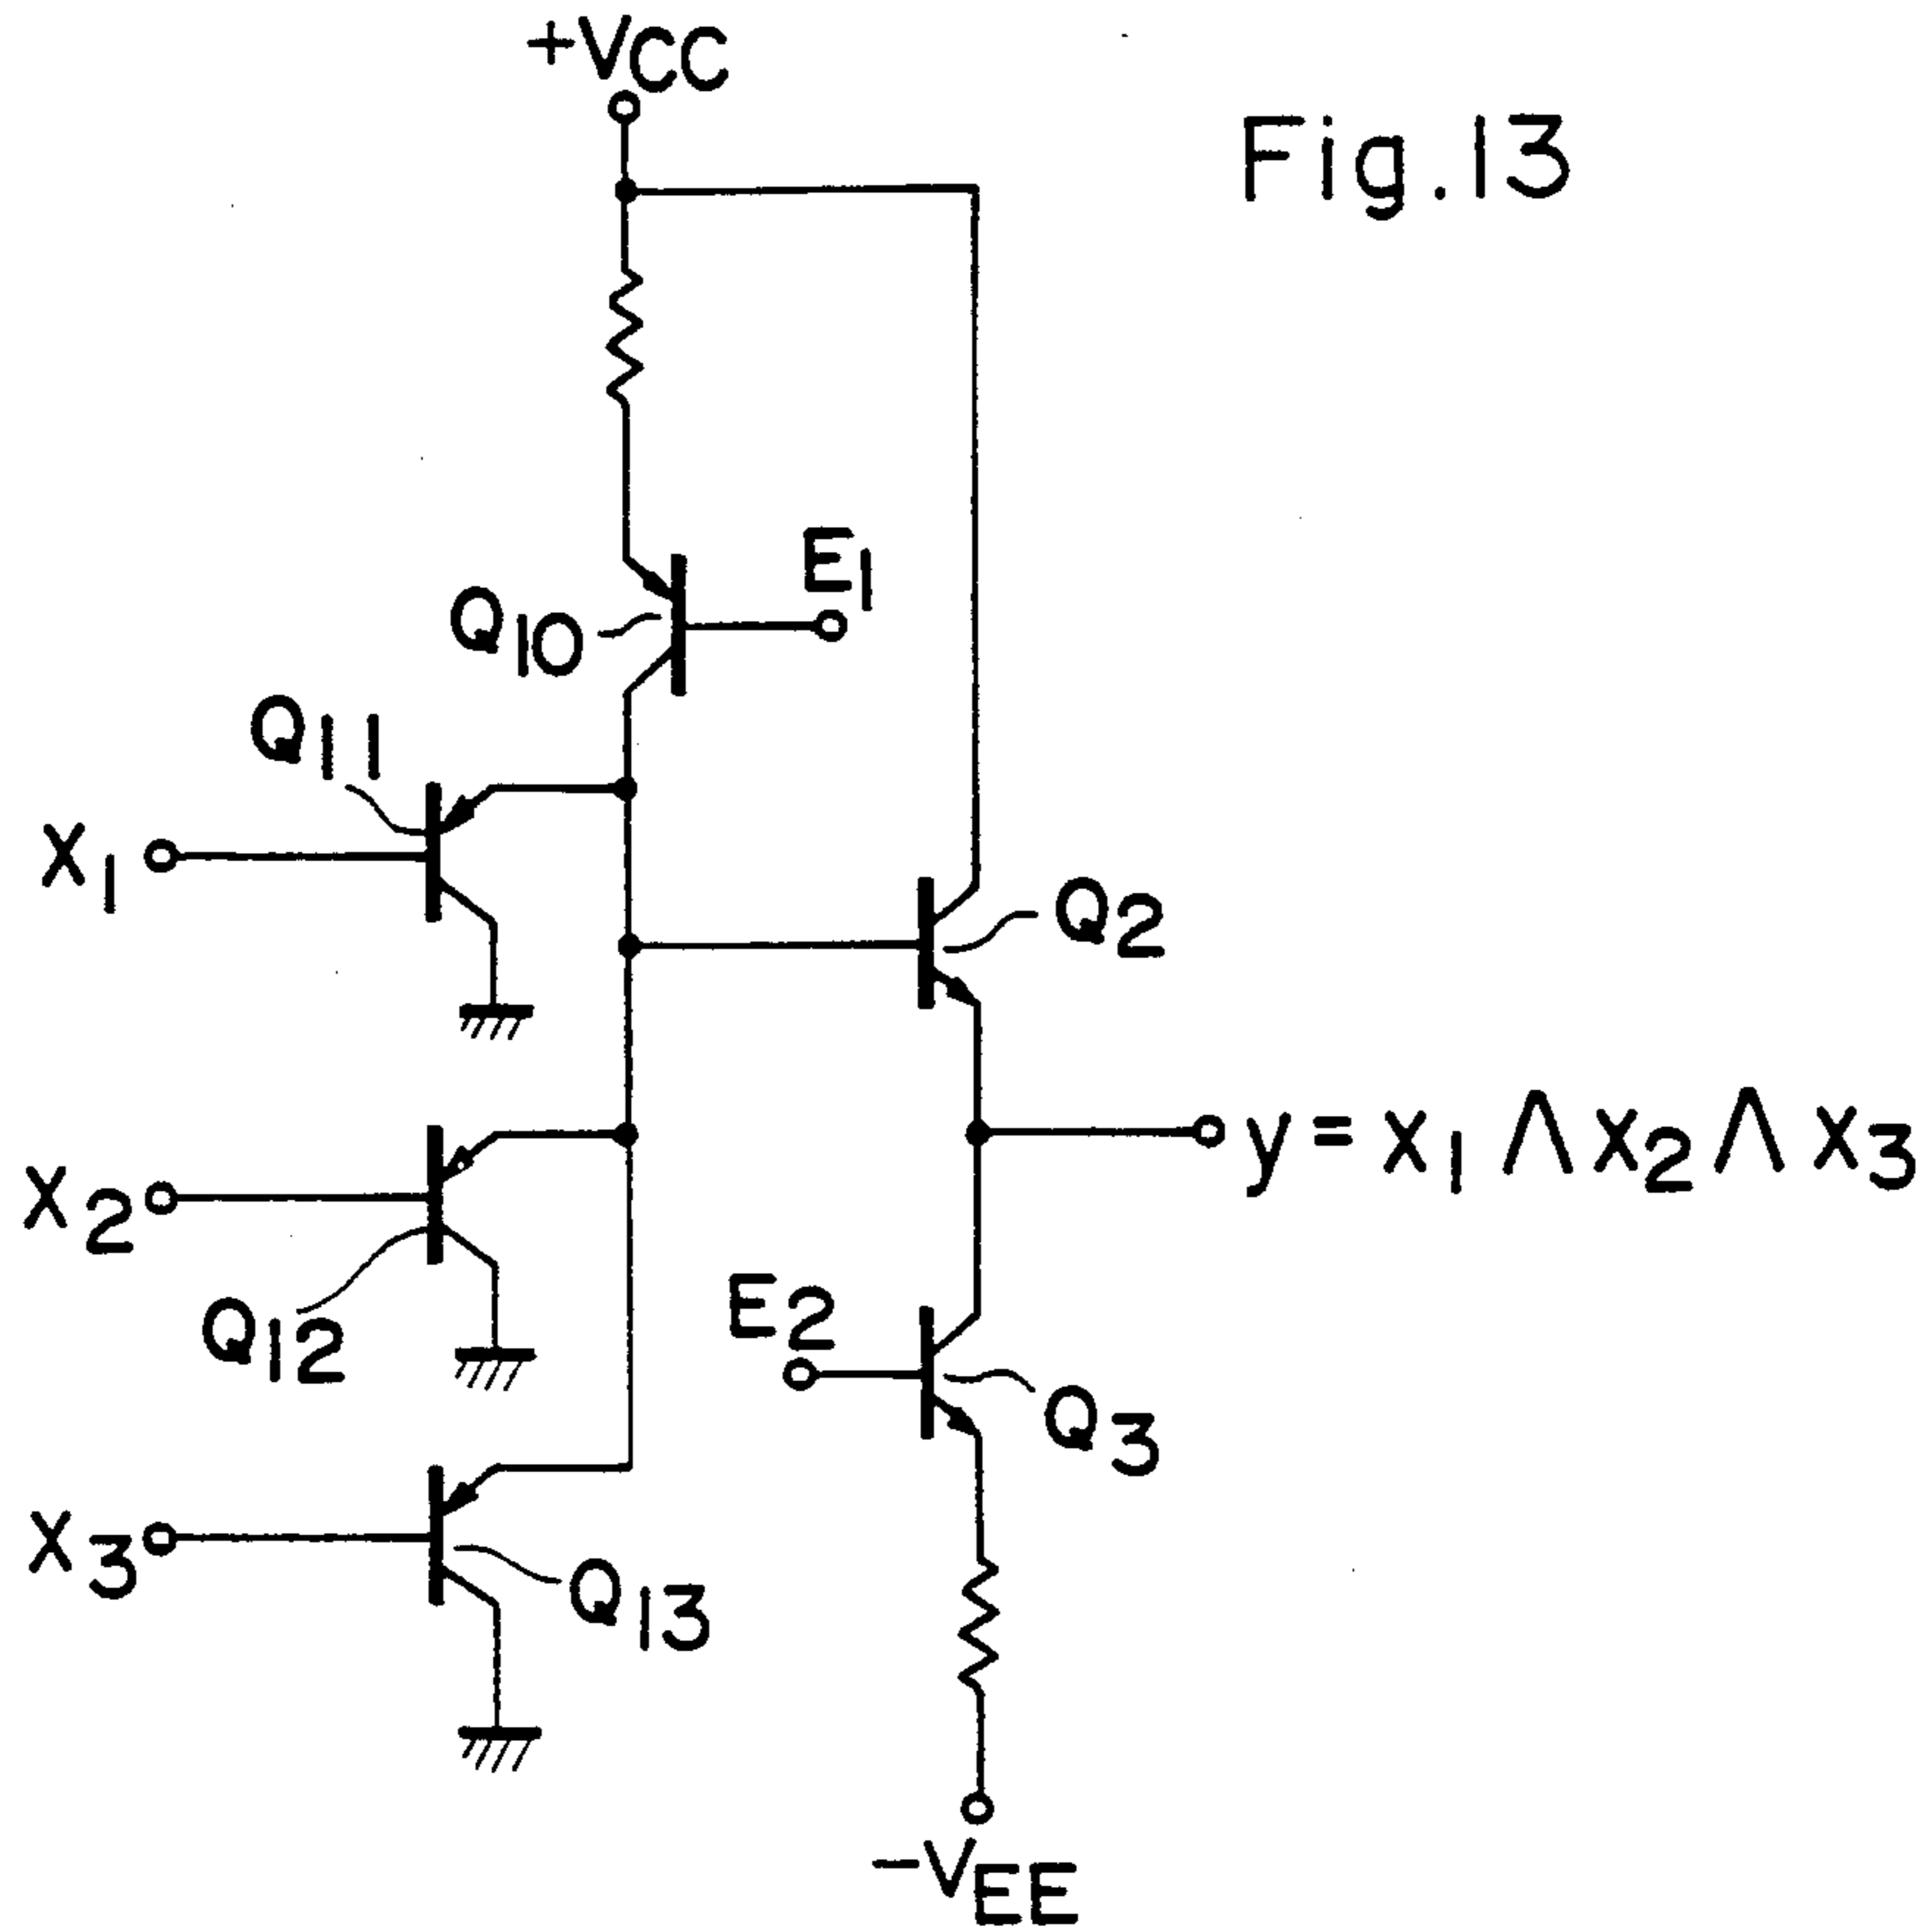 +VCC
Fig.13
E1
Q10
Q11
x1
Q2
y = x1 ∧ x2 ∧ x3
x2
E2
Q12
Q3
x3
Q13
-VEE